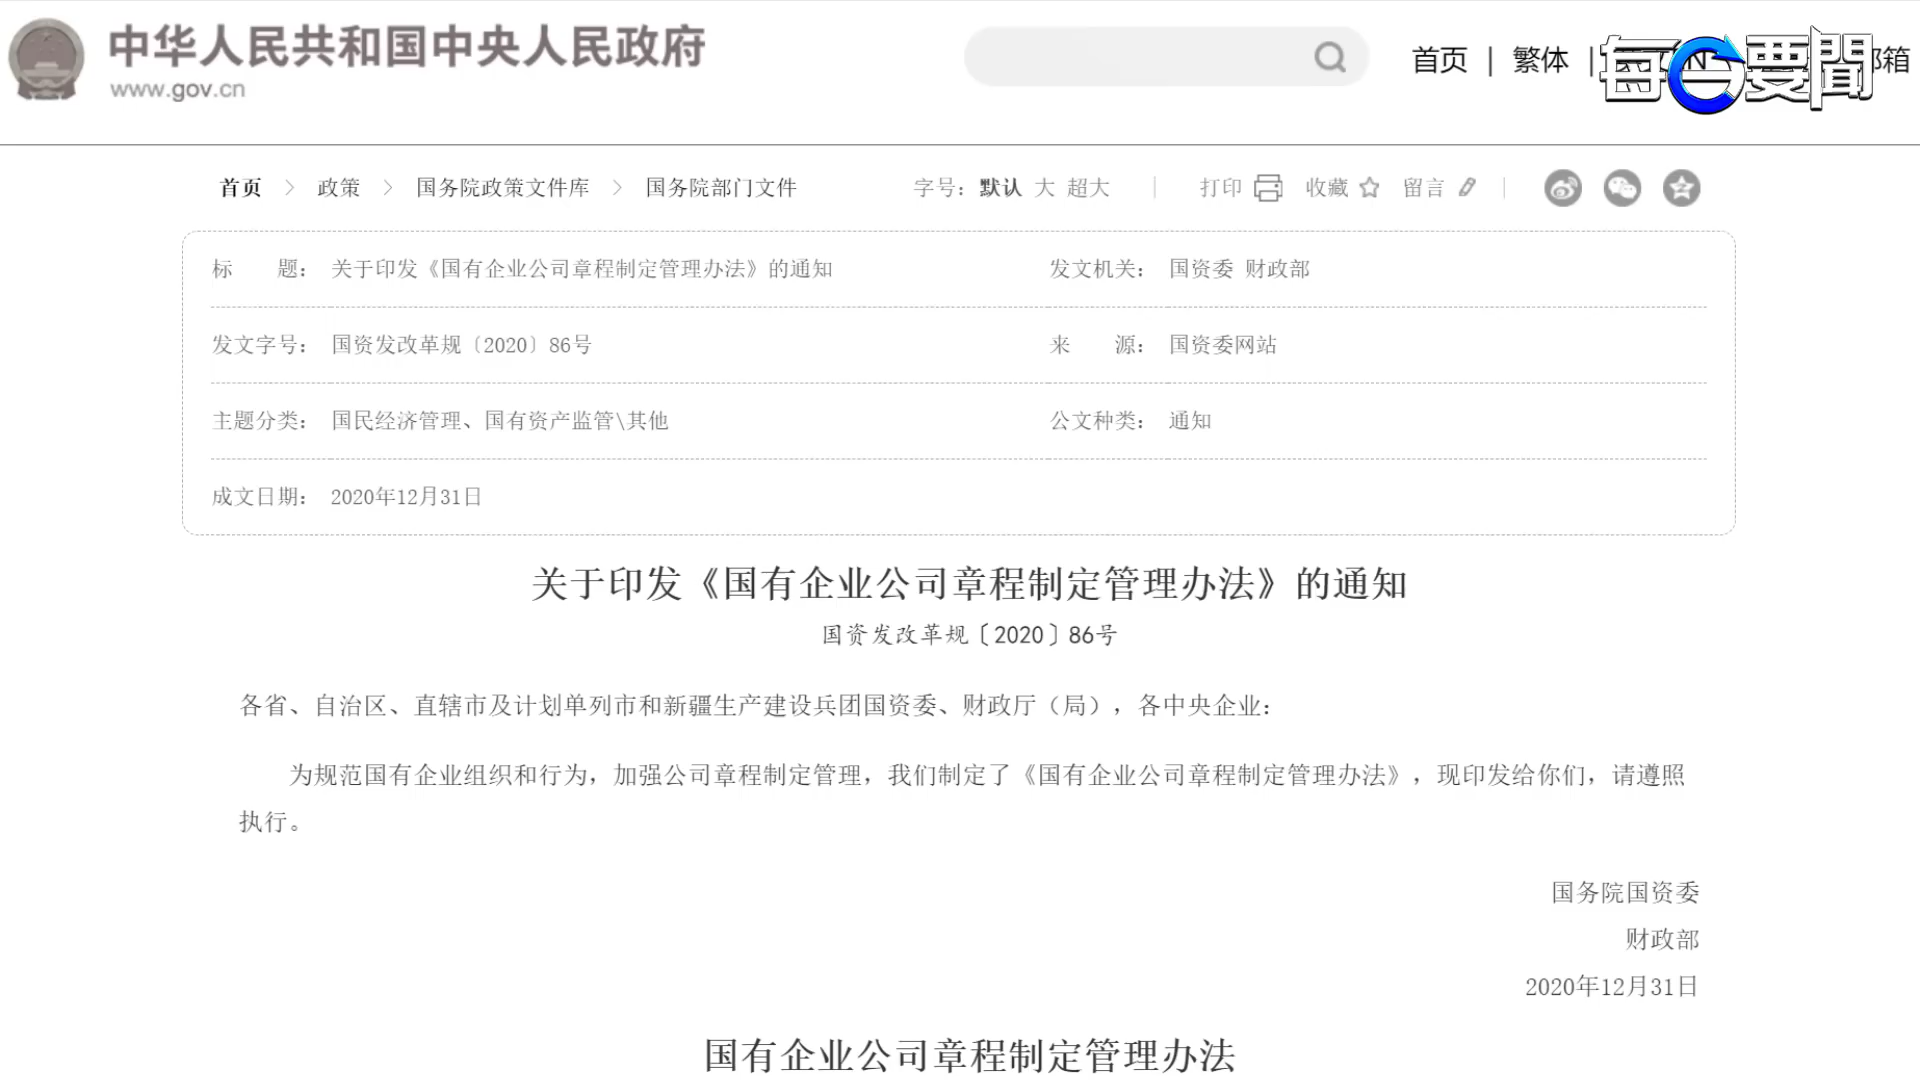 中华人民共和国中央人民政府
www.gov.cn
首页 | 繁体 |
每日要聞
首页 > 政策 > 国务院政策文件库 > 国务院部门文件
字号：默认 大 超大 | 打印 收藏 留言 |
标 题： 关于印发《国有企业公司章程制定管理办法》的通知
发文机关： 国资委 财政部
发文字号： 国资发改革规〔2020〕86号
来 源： 国资委网站
主题分类： 国民经济管理、国有资产监管\其他
公文种类： 通知
成文日期： 2020年12月31日
关于印发《国有企业公司章程制定管理办法》的通知
国资发改革规〔2020〕86号
各省、自治区、直辖市及计划单列市和新疆生产建设兵团国资委、财政厅（局），各中央企业：
为规范国有企业组织和行为，加强公司章程制定管理，我们制定了《国有企业公司章程制定管理办法》，现印发给你们，请遵照
执行。
国务院国资委
财政部
2020年12月31日
国有企业公司章程制定管理办法